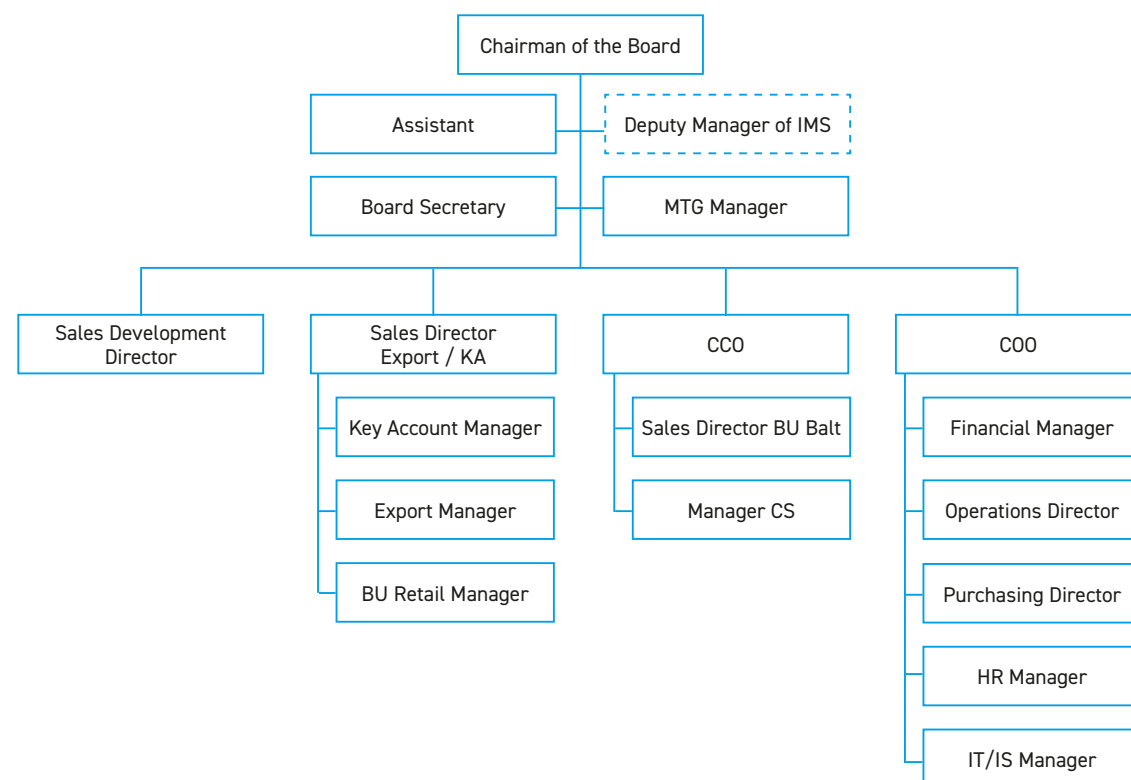 Chairman of the Board
Assistant
Deputy Manager of IMS
Board Secretary
MTG Manager
Sales Development
Director
Sales Director
Export / KA
CCO
COO
Key Account Manager
Sales Director BU Balt
Financial Manager
Export Manager
Manager CS
Operations Director
BU Retail Manager
Purchasing Director
HR Manager
IT/IS Manager